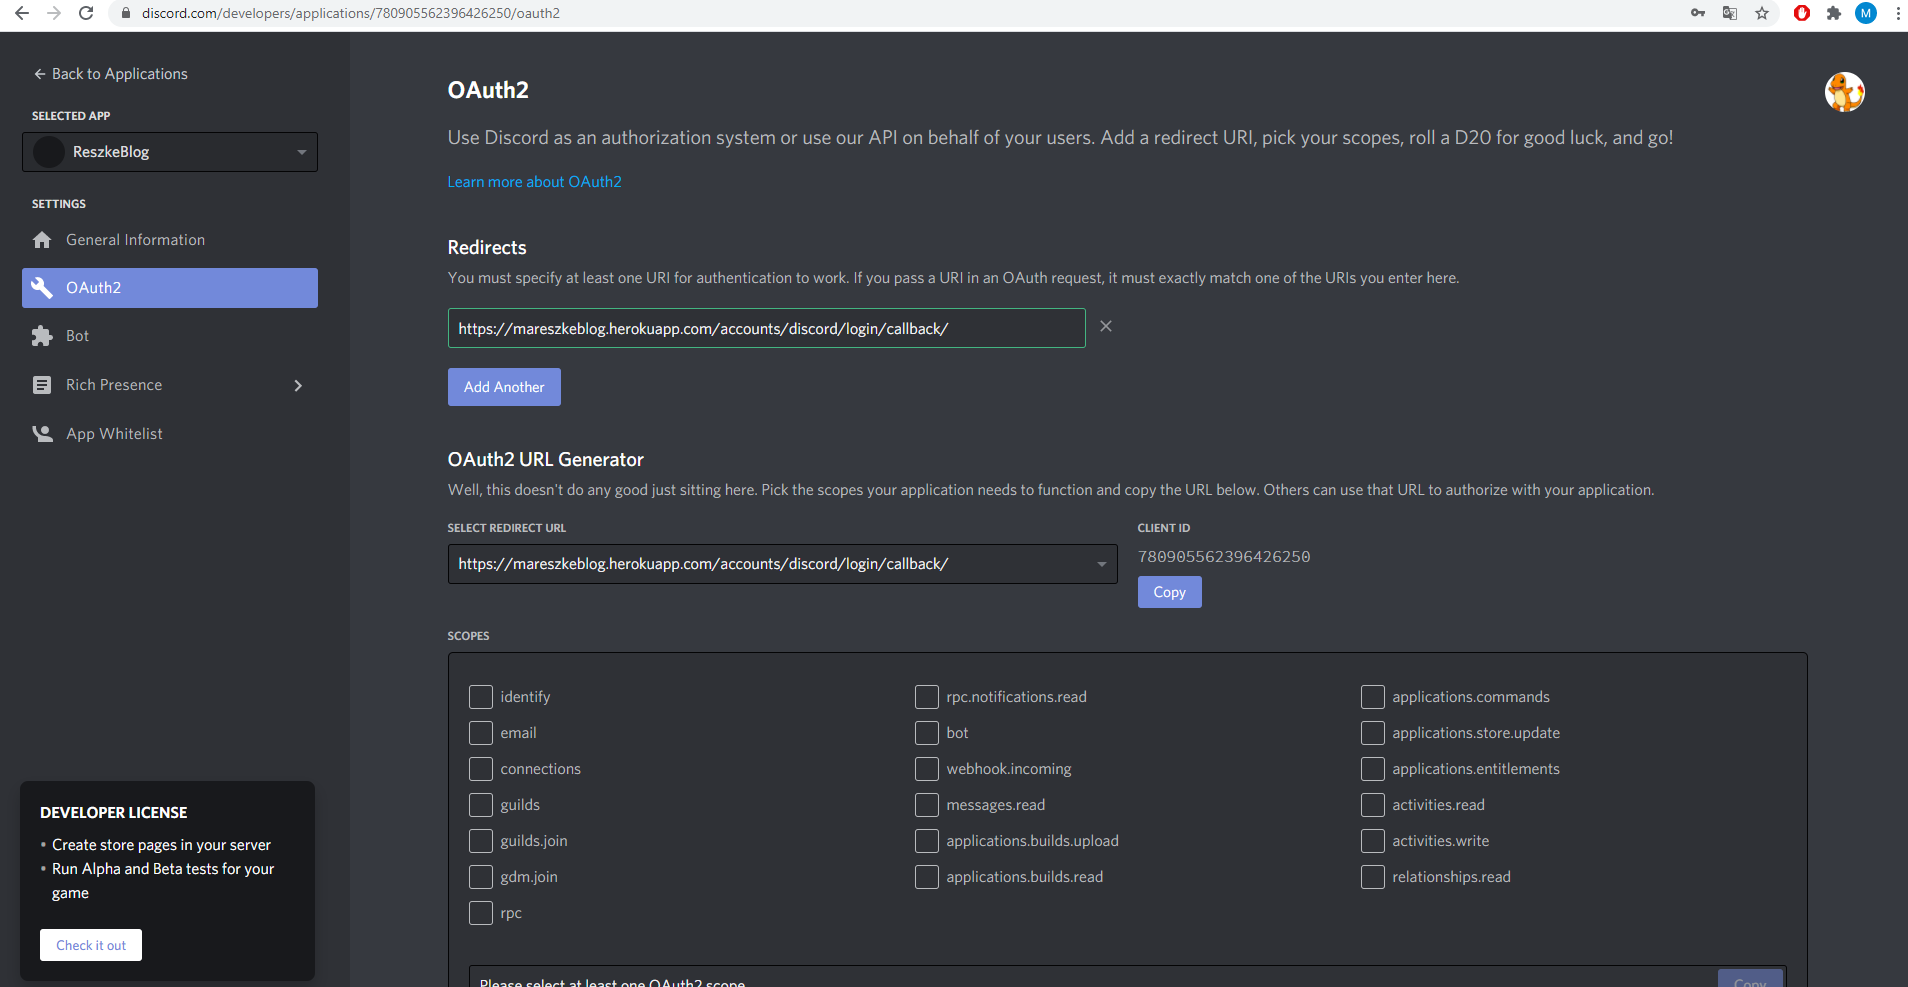 discord.com/developers/applications/780905562396426250/oauth2
M
Back to Applications
SELECTED APP
ReszkeBlog
SETTINGS
General Information
OAuth2
Bot
Rich Presence
App Whitelist
DEVELOPER LICENSE
• Create store pages in your server
• Run Alpha and Beta tests for your
game
Check it out
OAuth2
Use Discord as an authorization system or use our API on behalf of your users. Add a redirect URI, pick your scopes, roll a D20 for good luck, and go!
Learn more about OAuth2
Redirects
You must specify at least one URI for authentication to work. If you pass a URI in an OAuth request, it must exactly match one of the URIs you enter here.
https://mareszkeblog.herokuapp.com/accounts/discord/login/callback/
Add Another
OAuth2 URL Generator
Well, this doesn't do any good just sitting here. Pick the scopes your application needs to function and copy the URL below. Others can use that URL to authorize with your application.
SELECT REDIRECT URL
https://mareszkeblog.herokuapp.com/accounts/discord/login/callback/
CLIENT ID
780905562396426250
Copy
SCOPES
identify
email
connections
guilds
guilds.join
gdm.join
rpc
rpc.notifications.read
bot
webhook.incoming
messages.read
applications.builds.upload
applications.builds.read
applications.commands
applications.store.update
applications.entitlements
activities.read
activities.write
relationships.read
Please select at least one OAuth2 scope
Copy